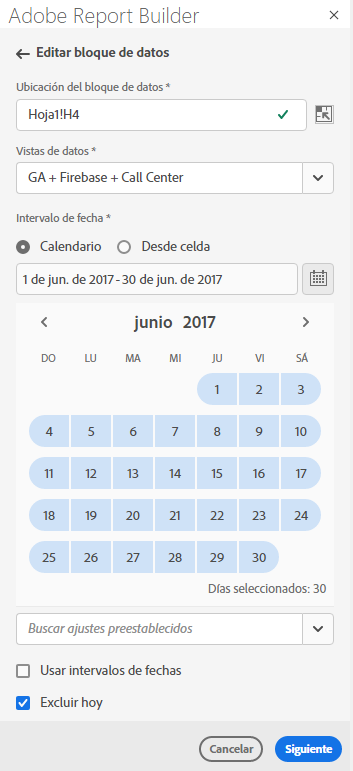 Adobe Report Builder
Editar bloque de datos
Ubicación del bloque de datos *
Hoja1!H4
Vistas de datos *
GA + Firebase + Call Center
Intervalo de fecha *
Calendario Desde celda
1 de jun. de 2017 - 30 de jun. de 2017
junio 2017
DO LU MA MI JU VI SÁ
1 2 3
4 5 6 7 8 9 10
11 12 13 14 15 16 17
18 19 20 21 22 23 24
25 26 27 28 29 30
Días seleccionados: 30
Buscar ajustes preestablecidos
Usar intervalos de fechas
Excluir hoy
Cancelar Siguiente